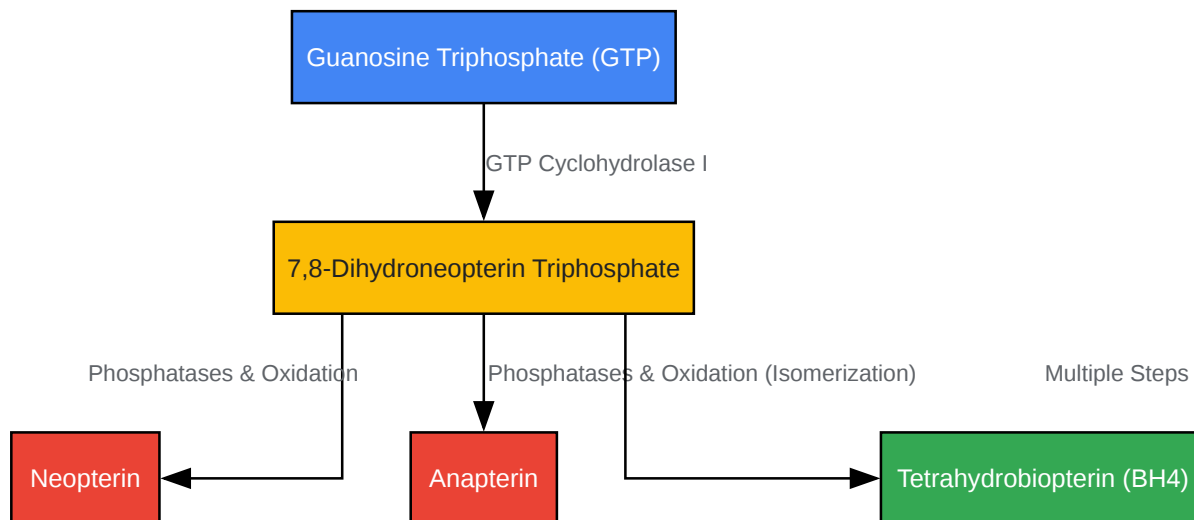 Guanosine Triphosphate (GTP)
GTP Cyclohydrolase I
7,8-Dihydroneopterin Triphosphate
Phosphatases & Oxidation
Phosphatases & Oxidation (Isomerization)
Multiple Steps
Neopterin
Anapterin
Tetrahydrobiopterin (BH4)